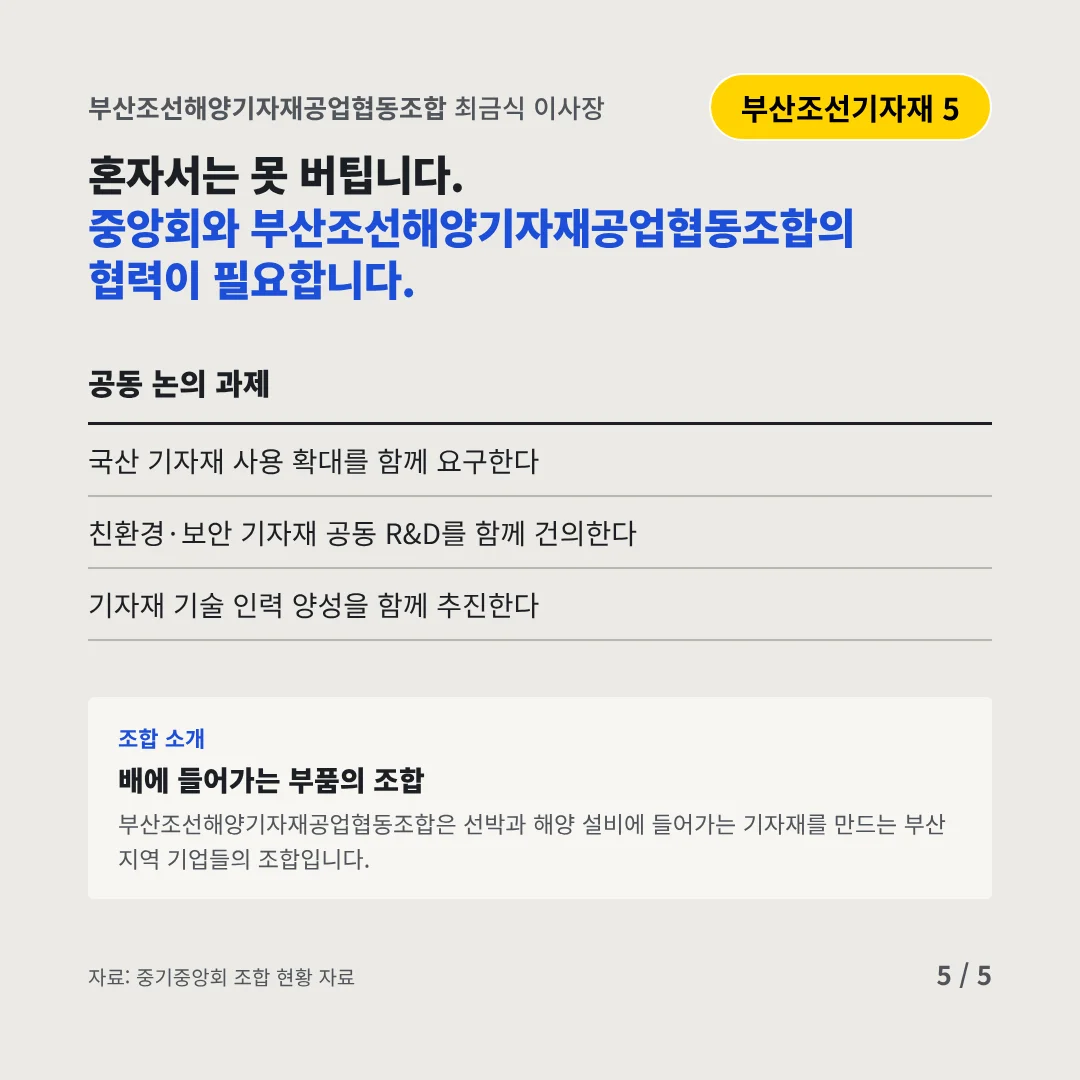 부산조선해양기자재공업협동조합 최금식 이사장
부산조선기자재 5
혼자서는 못 버팁니다.
중앙회와 부산조선해양기자재공업협동조합의
협력이 필요합니다.
공동 논의 과제
국산 기자재 사용 확대를 함께 요구한다
친환경·보안 기자재 공동 R&D를 함께 건의한다
기자재 기술 인력 양성을 함께 추진한다
조합 소개
배에 들어가는 부품의 조합
부산조선해양기자재공업협동조합은 선박과 해양 설비에 들어가는 기자재를 만드는 부산
지역 기업들의 조합입니다.
자료: 중기중앙회 조합 현황 자료
5 / 5